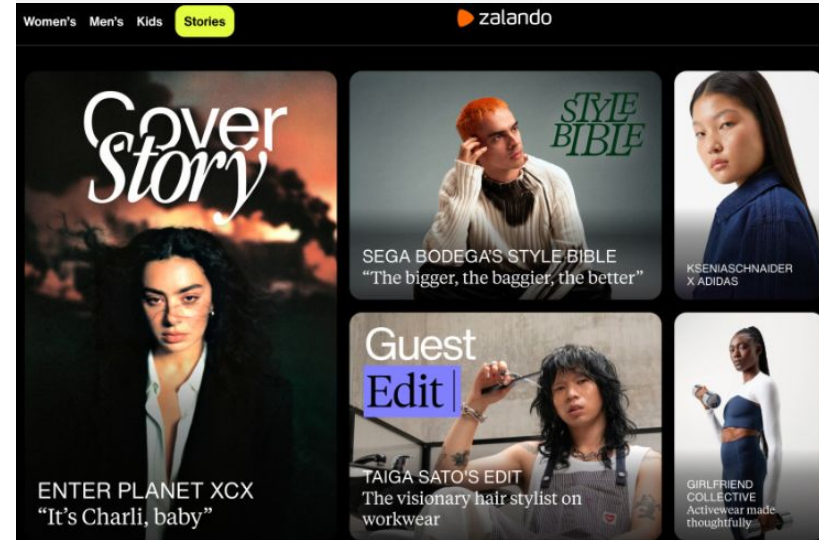 Women's Men's Kids Stories
zalando
Cover
Story
ENTER PLANET XCX
“It’s Charli, baby”
STYLE
BIBLE
SEGA BODEGA'S STYLE BIBLE
“The bigger, the baggier, the better”
KSENIASCHNAIDER
X ADIDAS
Guest
Edit
TAIGA SATO'S EDIT
The visionary hair stylist on
workwear
GIRLFRIEND
COLLECTIVE
Activewear made
thoughtfully